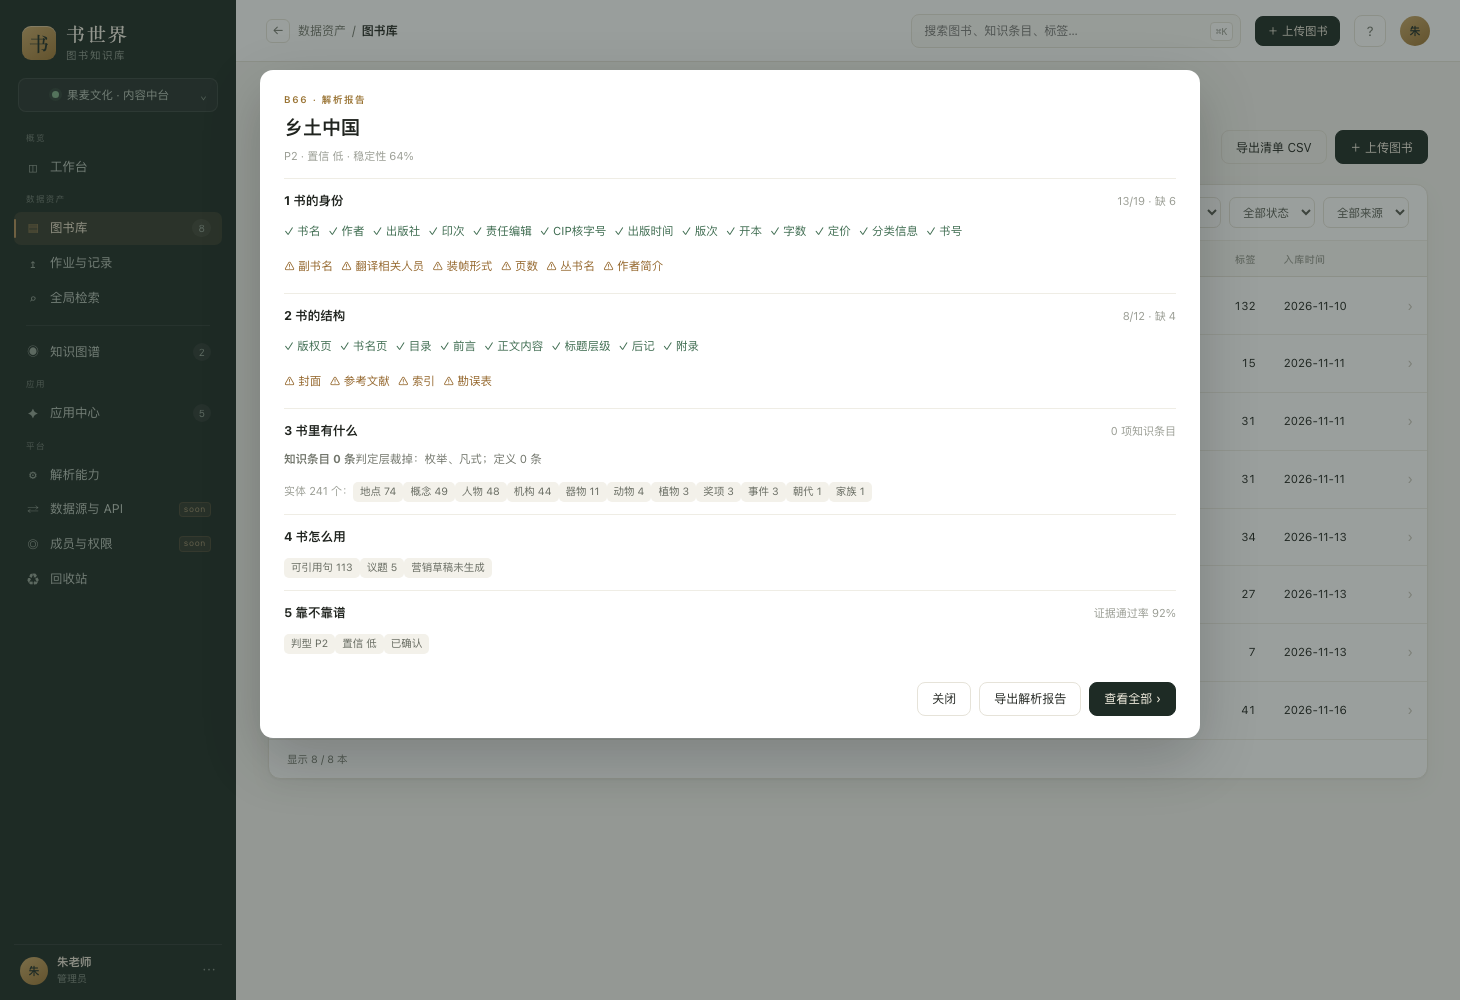 书 书世界
图书知识库
果麦文化 · 内容中台
概览
工作台
数据资产
图书库 8
作业与记录
全局检索
知识图谱 2
应用
应用中心 5
平台
解析能力
数据源与 API soon
成员与权限 soon
回收站
朱 朱老师 ...
管理员
← 数据资产 / 图书库
搜索图书、知识条目、标签... ⌘K
+ 上传图书
? 朱
导出清单 CSV
+ 上传图书
全部状态
全部来源
标签 入库时间
132 2026-11-10 ›
15 2026-11-11 ›
31 2026-11-11 ›
31 2026-11-11 ›
34 2026-11-13 ›
27 2026-11-13 ›
7 2026-11-13 ›
41 2026-11-16 ›
显示 8 / 8 本
B66 · 解析报告
乡土中国
P2 · 置信 低 · 稳定性 64%
1 书的身份 13/19 · 缺 6
✓ 书名 ✓ 作者 ✓ 出版社 ✓ 印次 ✓ 责任编辑 ✓ CIP核字号 ✓ 出版时间 ✓ 版次 ✓ 开本 ✓ 字数 ✓ 定价 ✓ 分类信息 ✓ 书号
⚠ 副书名 ⚠ 翻译相关人员 ⚠ 装帧形式 ⚠ 页数 ⚠ 丛书名 ⚠ 作者简介
2 书的结构 8/12 · 缺 4
✓ 版权页 ✓ 书名页 ✓ 目录 ✓ 前言 ✓ 正文内容 ✓ 标题层级 ✓ 后记 ✓ 附录
⚠ 封面 ⚠ 参考文献 ⚠ 索引 ⚠ 勘误表
3 书里有什么 0 项知识条目
知识条目 0 条判定层裁掉：枚举、凡式；定义 0 条
实体 241 个： 地点 74 概念 49 人物 48 机构 44 器物 11 动物 4 植物 3 奖项 3 事件 3 朝代 1 家族 1
4 书怎么用
可引用句 113 议题 5 营销草稿未生成
5 靠不靠谱 证据通过率 92%
判型 P2 置信 低 已确认
关闭 导出解析报告 查看全部 ›